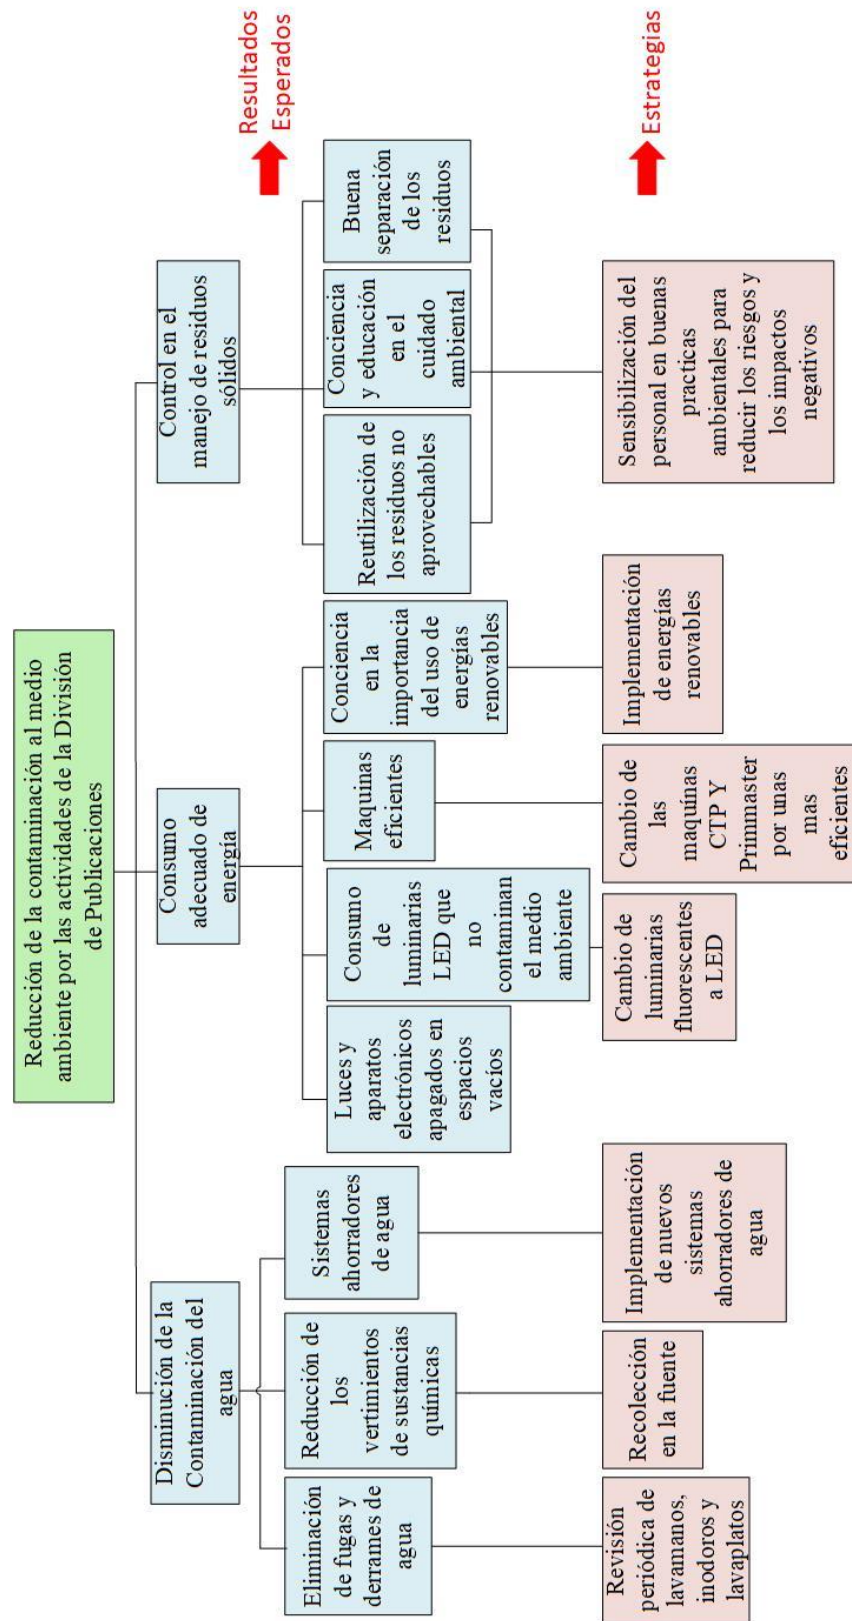 Reducción de la contaminación al medio
ambiente por las actividades de la División
de Publicaciones
Disminución de la
Contaminación del
agua
Consumo
adecuado de
energía
Control en el
manejo de residuos
sólidos
Resultados
Esperados
Eliminación
de fugas y
derrames de
agua
Reducción de
los
vertimientos
de sustancias
químicas
Sistemas
ahorradores
de agua
Luces y
aparatos
electrónicos
apagados en
espacios
vacíos
Consumo
de
luminarias
LED que
no
contaminan
el medio
ambiente
Maquinas
eficientes
Conciencia
en la
importancia
del uso de
energías
renovables
Reutilización de
los residuos no
aprovechables
Conciencia
y educación
en el
cuidado
ambiental
Buena
separación
de los
residuos
Revisión
periódica de
lavamanos,
inodoros y
lavaplatos
Recolección
en la fuente
Implementación
de nuevos
sistemas
ahorradores de
agua
Cambio de
luminarias
fluorescentes
a LED
Cambio de
las
maquínas
CTP Y
Primmaster
por unas
mas
eficientes
Implementación
de energías
renovables
Sensibilización del
personal en buenas
practicas
ambientales para
reducir los riesgos y
los impactos
negativos
Estrategias